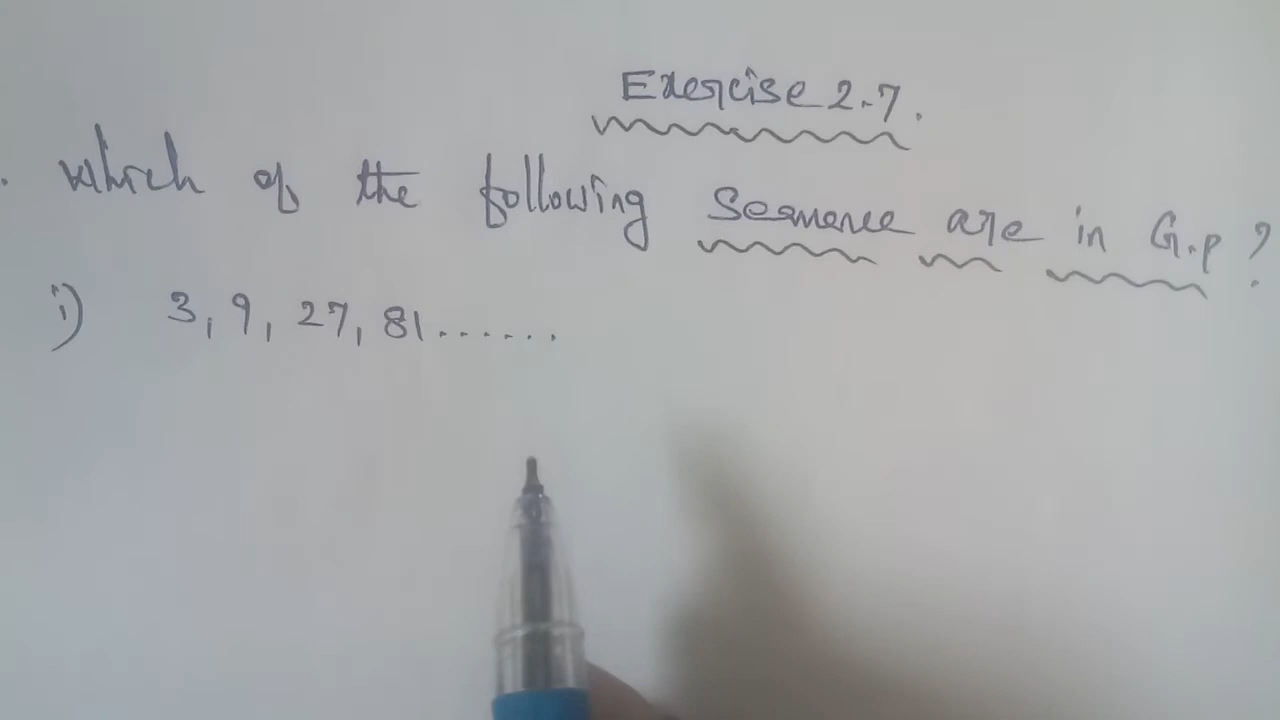 Exercise 2.7.
. Which of the following Sequence are in G.p ?
i) 3, 9, 27, 81......